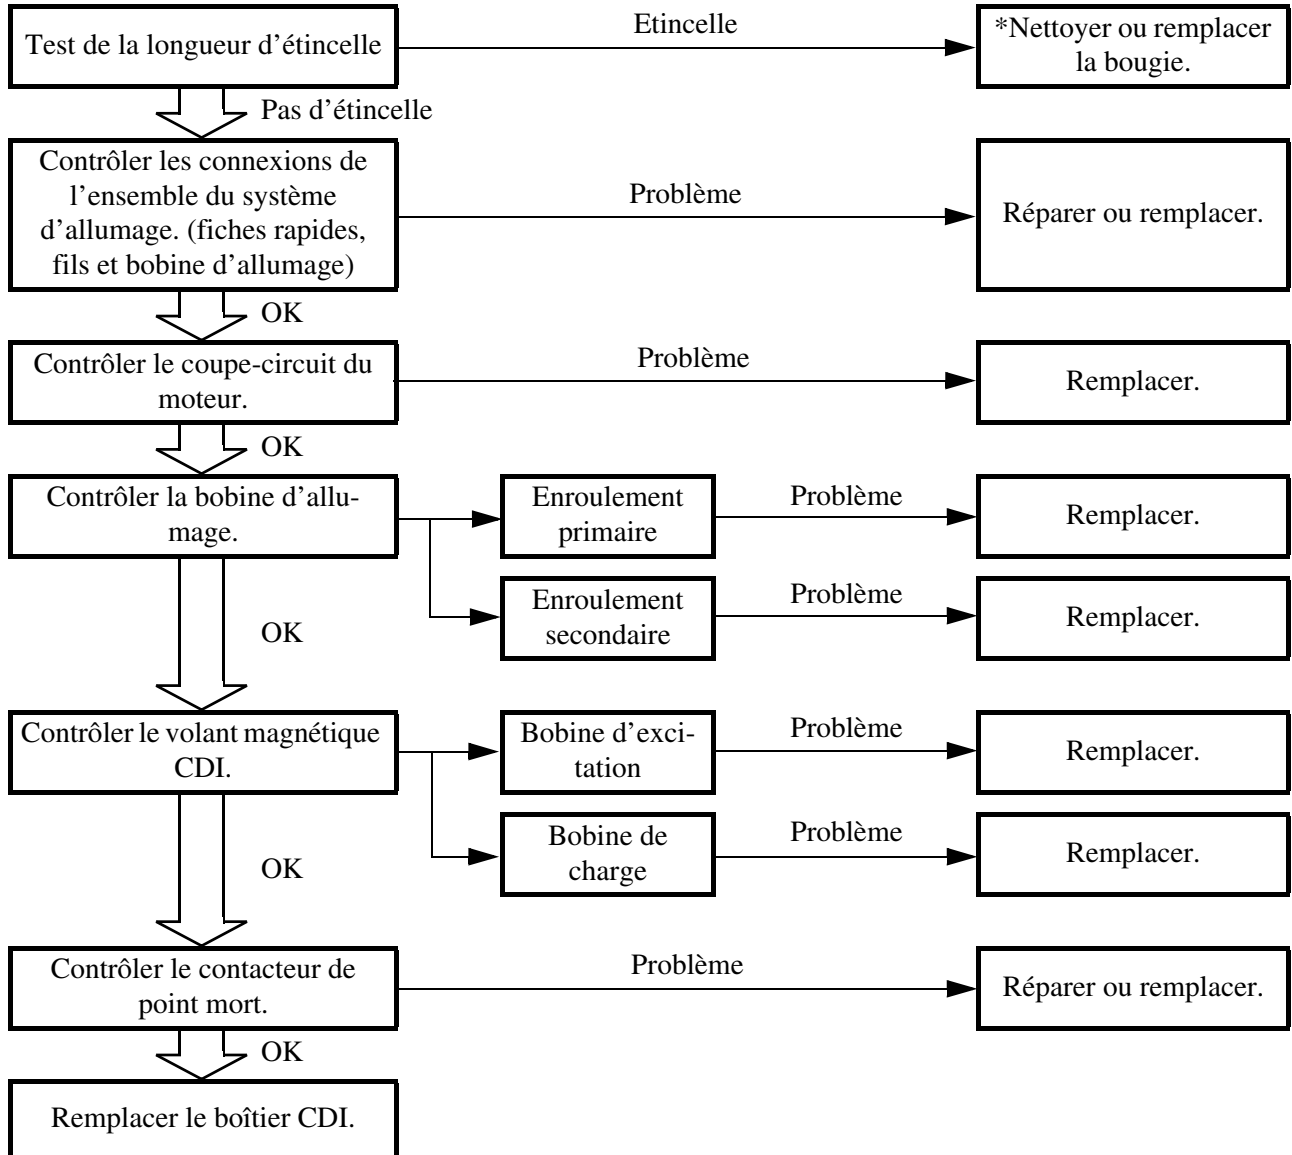 Test de la longueur d’étincelle
Etincelle
*Nettoyer ou remplacer
la bougie.
Pas d’étincelle
Contrôler les connexions de
l’ensemble du système
d’allumage. (fiches rapides,
fils et bobine d’allumage)
Problème
Réparer ou remplacer.
OK
Contrôler le coupe-circuit du
moteur.
Problème
Remplacer.
OK
Contrôler la bobine d’allu-
mage.
Enroulement
primaire
Problème
Remplacer.
Enroulement
secondaire
Problème
Remplacer.
OK
Contrôler le volant magnétique
CDI.
Bobine d’exci-
tation
Problème
Remplacer.
Bobine de
charge
Problème
Remplacer.
OK
Contrôler le contacteur de
point mort.
Problème
Réparer ou remplacer.
OK
Remplacer le boîtier CDI.